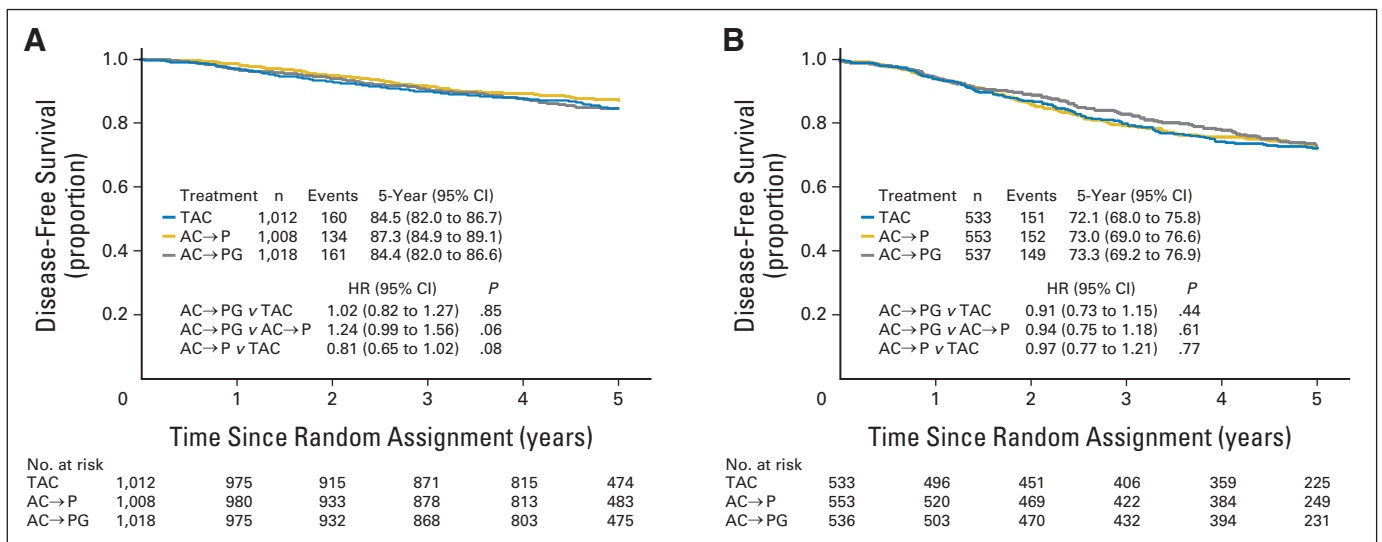 A
Disease-Free Survival
(proportion)
1.0
0.8
0.6
0.4
0.2
Treatment n Events 5-Year (95% CI)
TAC 1,012 160 84.5 (82.0 to 86.7)
AC→P 1,008 134 87.3 (84.9 to 89.1)
AC→PG 1,018 161 84.4 (82.0 to 86.6)
HR (95% CI) P
AC→PG v TAC 1.02 (0.82 to 1.27) .85
AC→PG v AC→P 1.24 (0.99 to 1.56) .06
AC→P v TAC 0.81 (0.65 to 1.02) .08
0 1 2 3 4 5
Time Since Random Assignment (years)
No. at risk
TAC 1,012 975 915 871 815 474
AC→P 1,008 980 933 878 813 483
AC→PG 1,018 975 932 868 803 475
B
Disease-Free Survival
(proportion)
1.0
0.8
0.6
0.4
0.2
Treatment n Events 5-Year (95% CI)
TAC 533 151 72.1 (68.0 to 75.8)
AC→P 553 152 73.0 (69.0 to 76.6)
AC→PG 537 149 73.3 (69.2 to 76.9)
HR (95% CI) P
AC→PG v TAC 0.91 (0.73 to 1.15) .44
AC→PG v AC→P 0.94 (0.75 to 1.18) .61
AC→P v TAC 0.97 (0.77 to 1.21) .77
0 1 2 3 4 5
Time Since Random Assignment (years)
No. at risk
TAC 533 496 451 406 359 225
AC→P 553 520 469 422 384 249
AC→PG 536 503 470 432 394 231